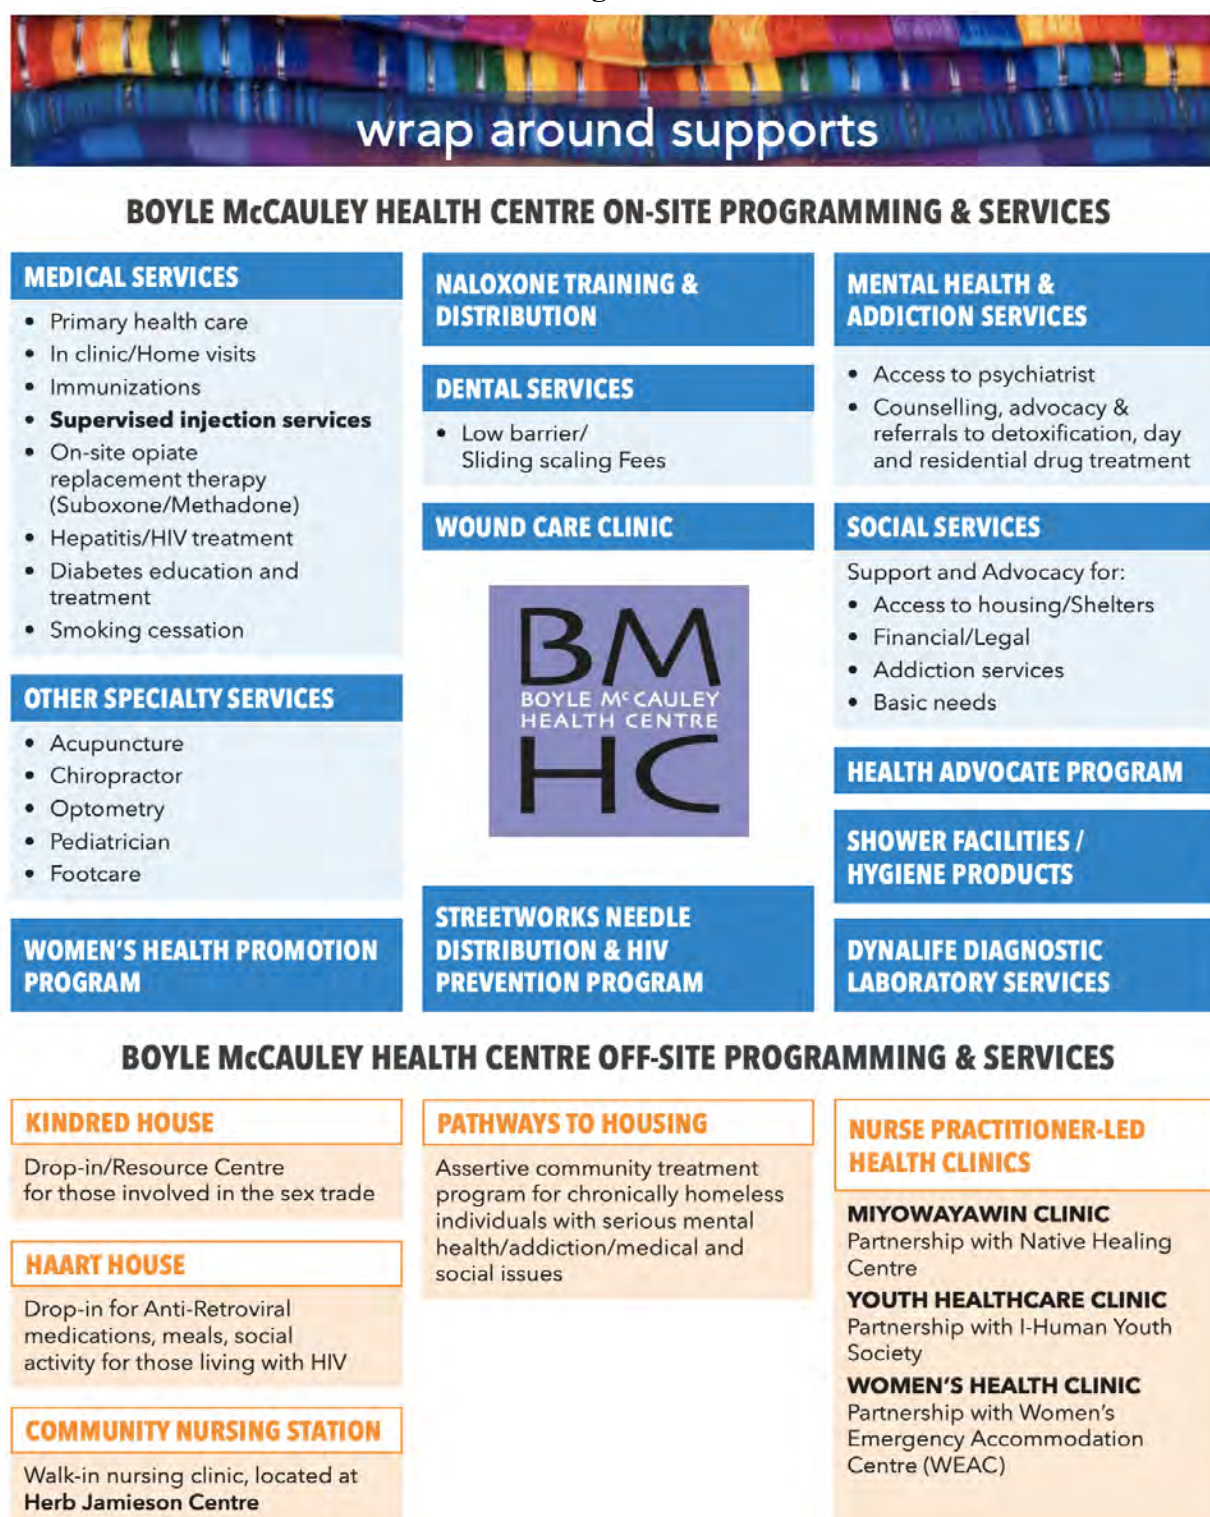 wrap around supports
BOYLE McCAULEY HEALTH CENTRE ON-SITE PROGRAMMING & SERVICES
MEDICAL SERVICES
• Primary health care
• In clinic/Home visits
• Immunizations
• Supervised injection services
• On-site opiate
replacement therapy
(Suboxone/Methadone)
• Hepatitis/HIV treatment
• Diabetes education and
treatment
• Smoking cessation
OTHER SPECIALTY SERVICES
• Acupuncture
• Chiropractor
• Optometry
• Pediatrician
• Footcare
WOMEN'S HEALTH PROMOTION
PROGRAM
NALOXONE TRAINING &
DISTRIBUTION
DENTAL SERVICES
• Low barrier/
Sliding scaling Fees
WOUND CARE CLINIC
BM
BOYLE McCAULEY
HEALTH CENTRE
HC
STREETWORKS NEEDLE
DISTRIBUTION & HIV
PREVENTION PROGRAM
MENTAL HEALTH &
ADDICTION SERVICES
• Access to psychiatrist
• Counselling, advocacy &
referrals to detoxification, day
and residential drug treatment
SOCIAL SERVICES
Support and Advocacy for:
• Access to housing/Shelters
• Financial/Legal
• Addiction services
• Basic needs
HEALTH ADVOCATE PROGRAM
SHOWER FACILITIES /
HYGIENE PRODUCTS
DYNALIFE DIAGNOSTIC
LABORATORY SERVICES
BOYLE McCAULEY HEALTH CENTRE OFF-SITE PROGRAMMING & SERVICES
KINDRED HOUSE
Drop-in/Resource Centre
for those involved in the sex trade
HAART HOUSE
Drop-in for Anti-Retroviral
medications, meals, social
activity for those living with HIV
COMMUNITY NURSING STATION
Walk-in nursing clinic, located at
Herb Jamieson Centre
PATHWAYS TO HOUSING
Assertive community treatment
program for chronically homeless
individuals with serious mental
health/addiction/medical and
social issues
NURSE PRACTITIONER-LED
HEALTH CLINICS
MIYOWAYAWIN CLINIC
Partnership with Native Healing
Centre
YOUTH HEALTHCARE CLINIC
Partnership with I-Human Youth
Society
WOMEN'S HEALTH CLINIC
Partnership with Women's
Emergency Accommodation
Centre (WEAC)